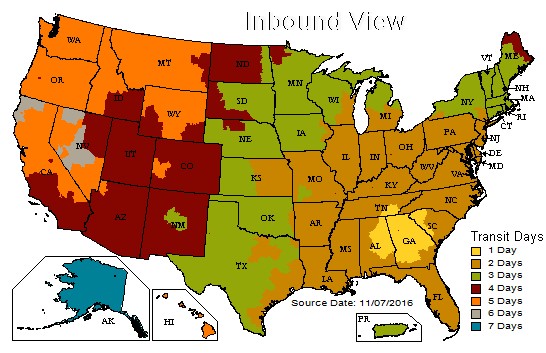 Inbound View
WA
MT
ND
OR
ID
WY
SD
MN
WI
MI
NY
VT
ME
NH
MA
RI
CT
NJ
DE
MD
PA
NV
UT
CO
NE
IA
IL
IN
OH
WV
VA
CA
AZ
NM
KS
MO
KY
TN
NC
SC
OK
AR
MS
AL
GA
TX
LA
FL
AK
HI
PR
Transit Days
1 Day
2 Days
3 Days
4 Days
5 Days
6 Days
7 Days
Source Date: 11/07/2016